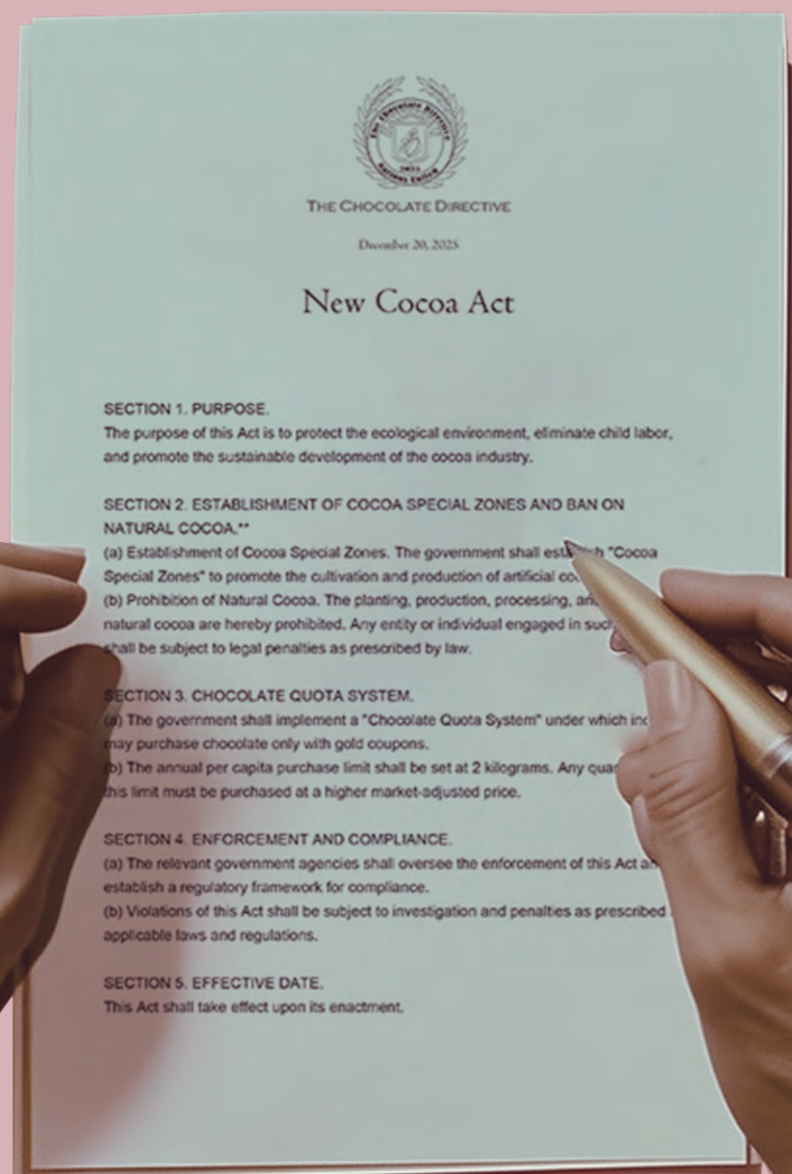 The Chocolate Directive
THE CHOCOLATE DIRECTIVE
December 20, 2025
New Cocoa Act
SECTION 1. PURPOSE.
The purpose of this Act is to protect the ecological environment, eliminate child labor,
and promote the sustainable development of the cocoa industry.
SECTION 2. ESTABLISHMENT OF COCOA SPECIAL ZONES AND BAN ON
NATURAL COCOA.**
(a) Establishment of Cocoa Special Zones. The government shall establish "Cocoa
Special Zones" to promote the cultivation and production of artificial
(b) Prohibition of Natural Cocoa. The planting, production, processing,
natural cocoa are hereby prohibited. Any entity or individual engaged in such
shall be subject to legal penalties as prescribed by law.
SECTION 3. CHOCOLATE QUOTA SYSTEM.
(a) The government shall implement a "Chocolate Quota System" under which
may purchase chocolate only with gold coupons.
(b) The annual per capita purchase limit shall be set at 2 kilograms. Any
this limit must be purchased at a higher market-adjusted price.
SECTION 4. ENFORCEMENT AND COMPLIANCE.
(a) The relevant government agencies shall oversee the enforcement of this Act
establish a regulatory framework for compliance.
(b) Violations of this Act shall be subject to investigation and penalties as prescribed
applicable laws and regulations.
SECTION 5. EFFECTIVE DATE.
This Act shall take effect upon its enactment.